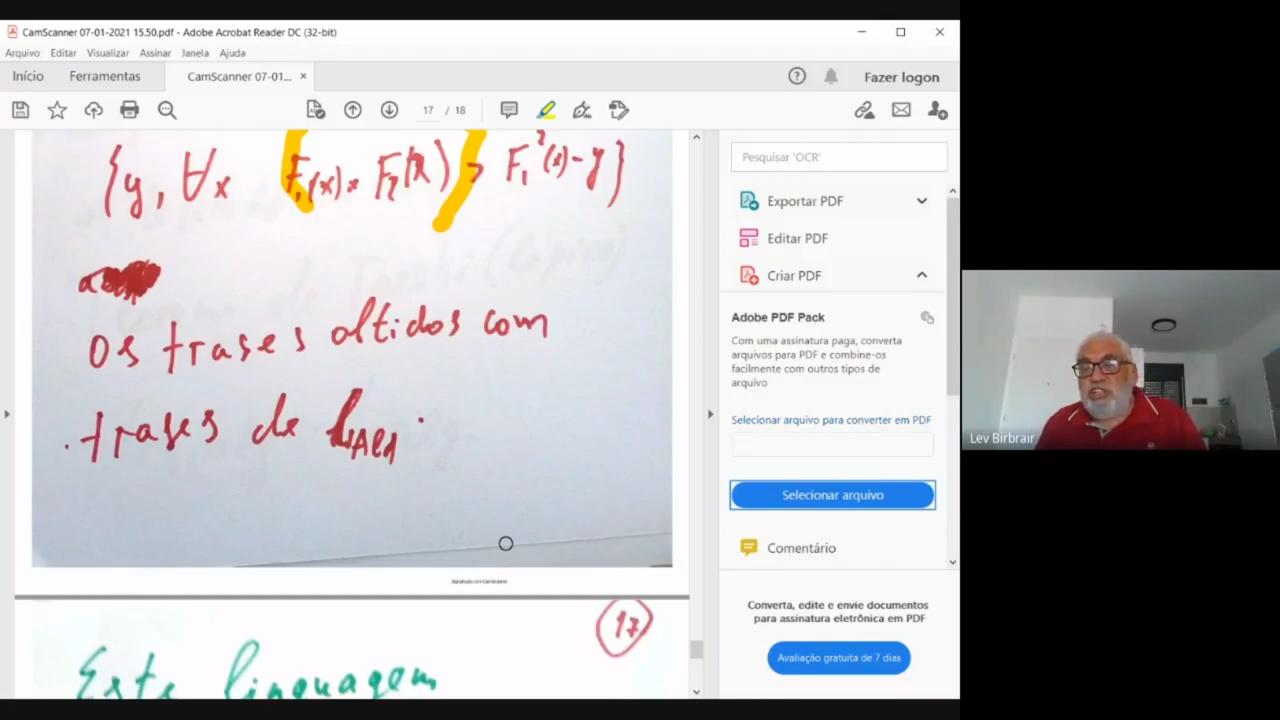 CamScanner 07-01-2021 15.50.pdf - Adobe Acrobat Reader DC (32-bit)
Arquivo Editar Visualizar Assinar Janela Ajuda
Início Ferramentas CamScanner 07-01... × Fazer logon
17 / 18
{y, ∀x F₁(x) × F₂(x) > F₁²(x) - y}
Os frases obtidos com
frases de
17
Este linguagem
Pesquisar 'OCR'
Exportar PDF
Editar PDF
Criar PDF
Adobe PDF Pack
Com uma assinatura paga, converta
arquivos para PDF e combine-os
facilmente com outros tipos de
arquivo
Selecionar arquivo para converter em PDF
Selecionar arquivo
Comentário
Converta, edite e envie documentos
para assinatura eletrônica em PDF
Avaliação gratuita de 7 dias
Lev Birbrair